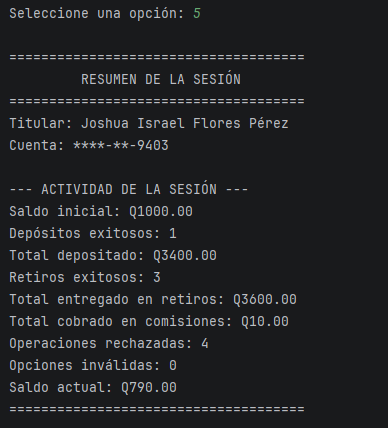 Seleccione una opción: 5
=====================================
RESUMEN DE LA SESIÓN
=====================================
Titular: Joshua Israel Flores Pérez
Cuenta: ****-**-9403
--- ACTIVIDAD DE LA SESIÓN ---
Saldo inicial: Q1000.00
Depósitos exitosos: 1
Total depositado: Q3400.00
Retiros exitosos: 3
Total entregado en retiros: Q3600.00
Total cobrado en comisiones: Q10.00
Operaciones rechazadas: 4
Opciones inválidas: 0
Saldo actual: Q790.00
=====================================